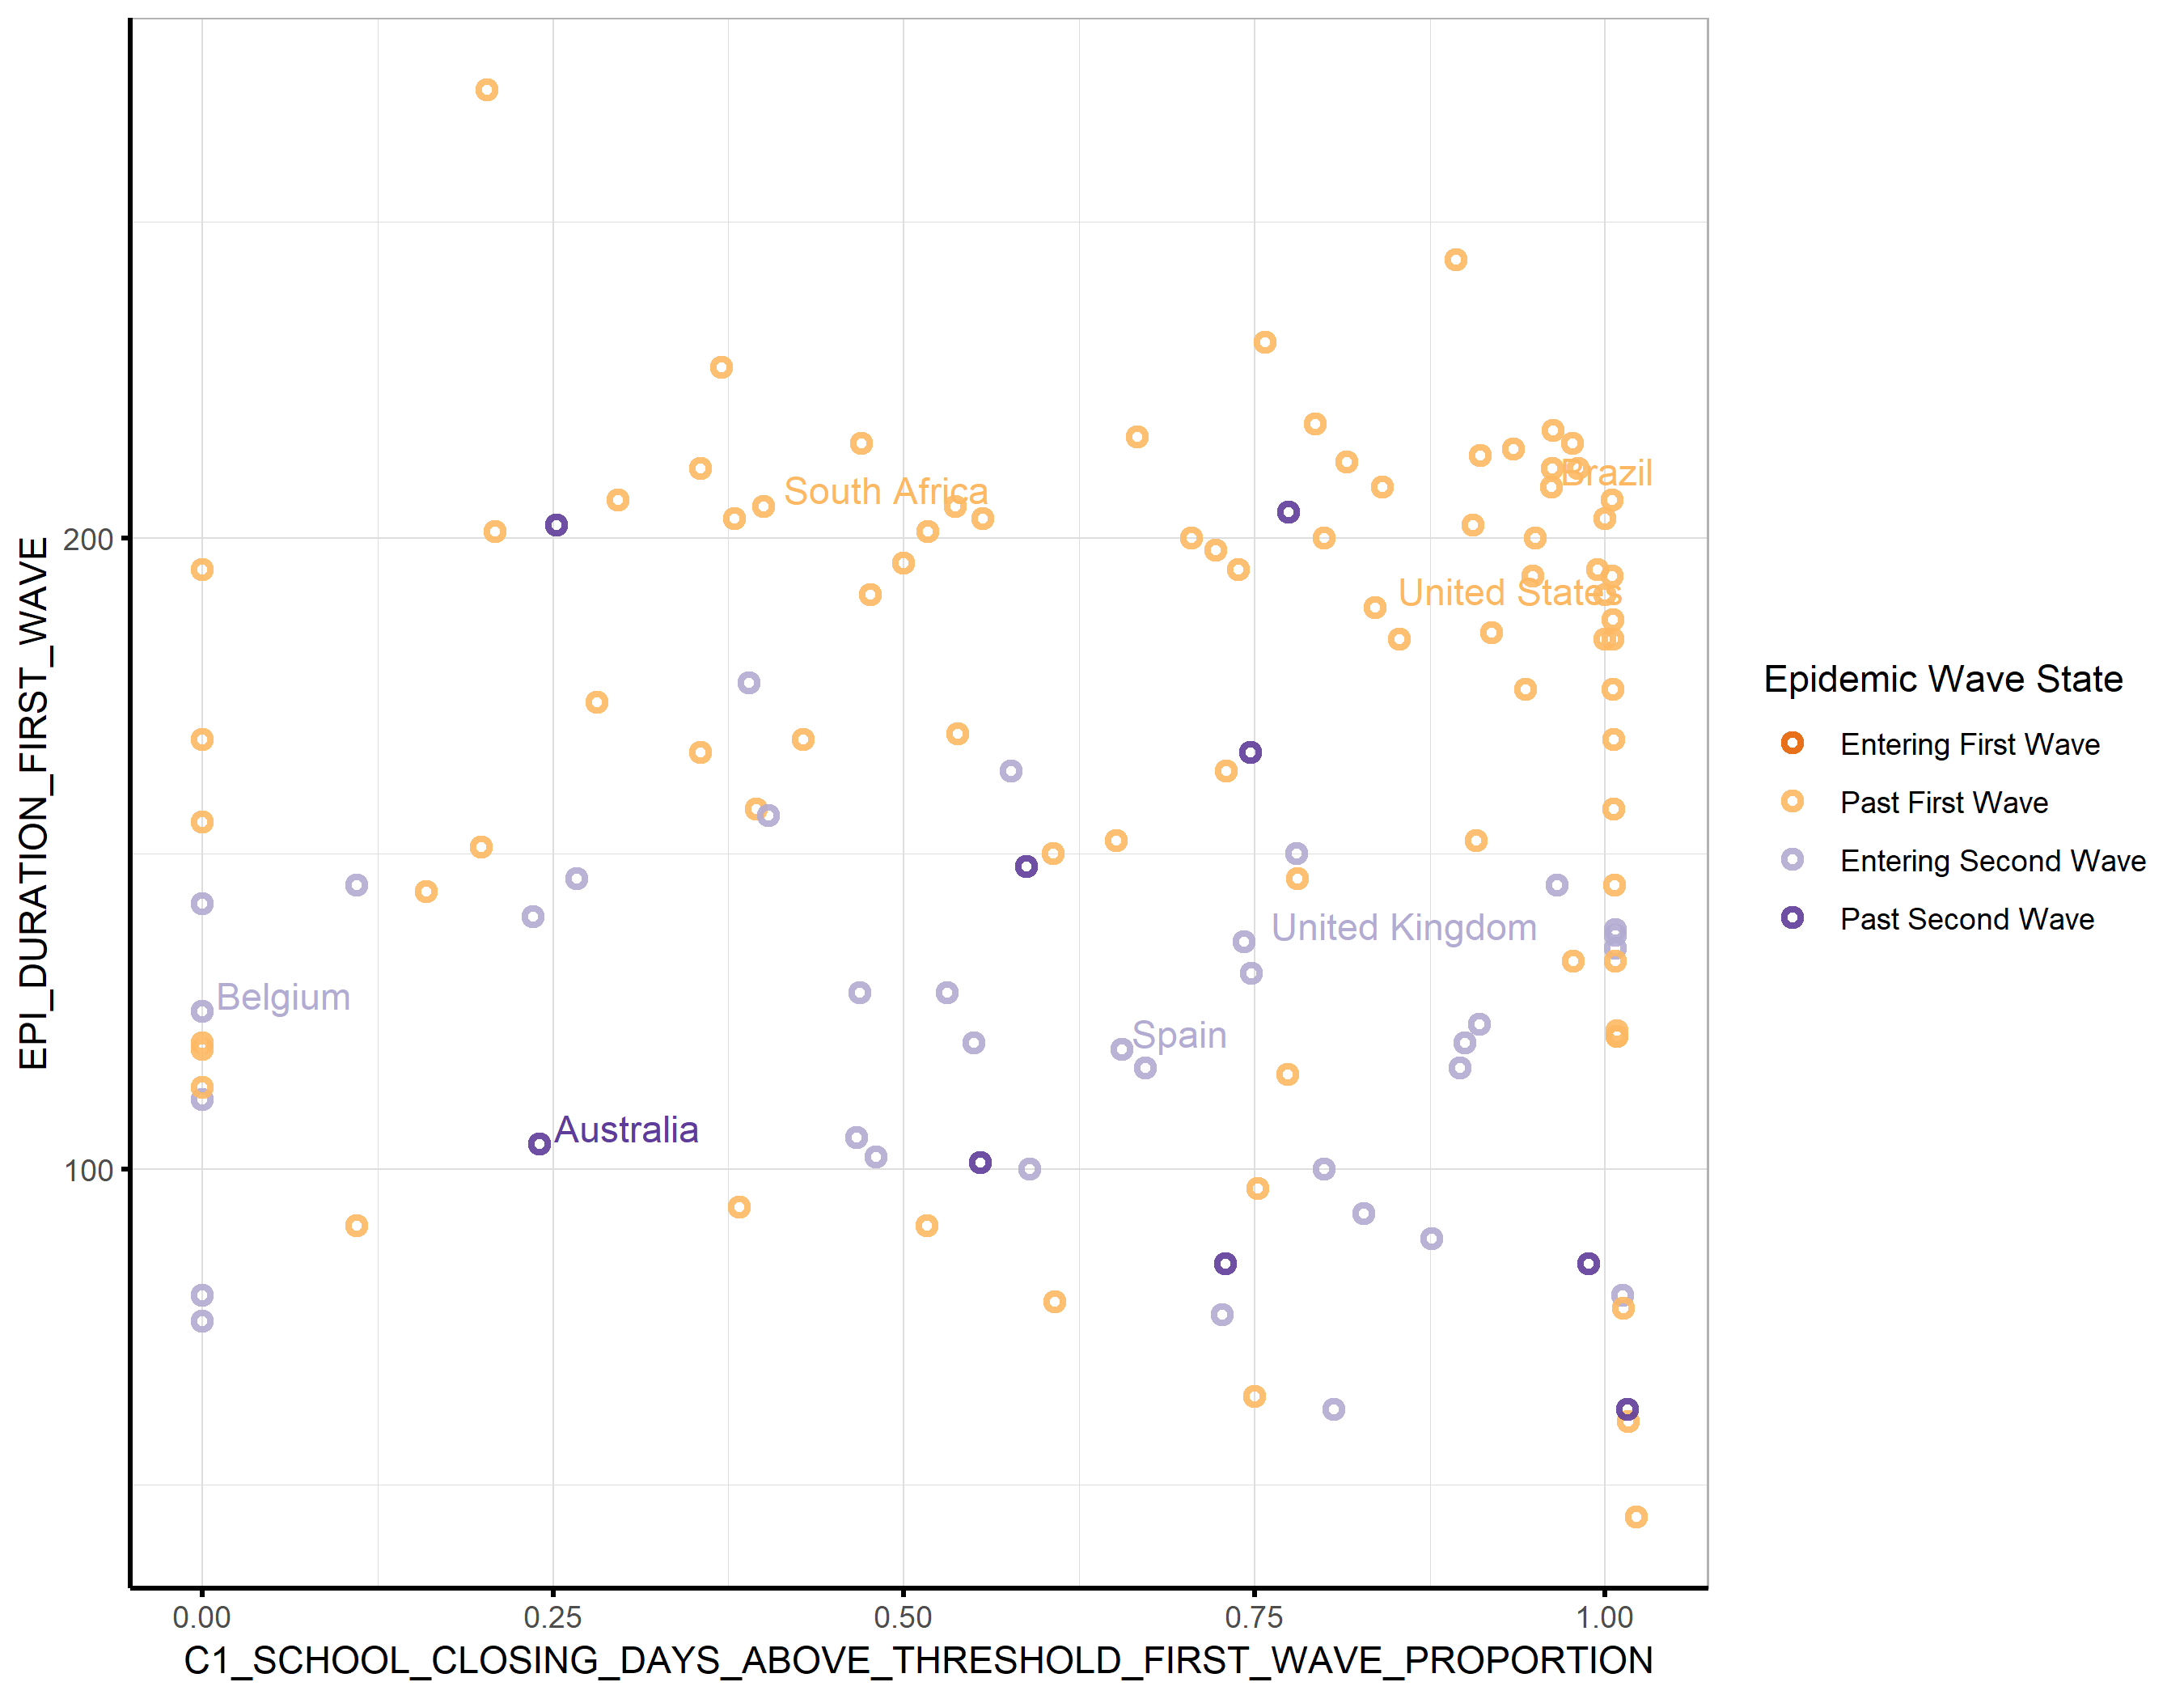 EPI_DURATION_FIRST_WAVE
200
100
South Africa
Brazil
United States
United Kingdom
Belgium
Spain
Australia
0.00
0.25
0.50
0.75
1.00
C1_SCHOOL_CLOSING_DAYS_ABOVE_THRESHOLD_FIRST_WAVE_PROPORTION
Epidemic Wave State
Entering First Wave
Past First Wave
Entering Second Wave
Past Second Wave